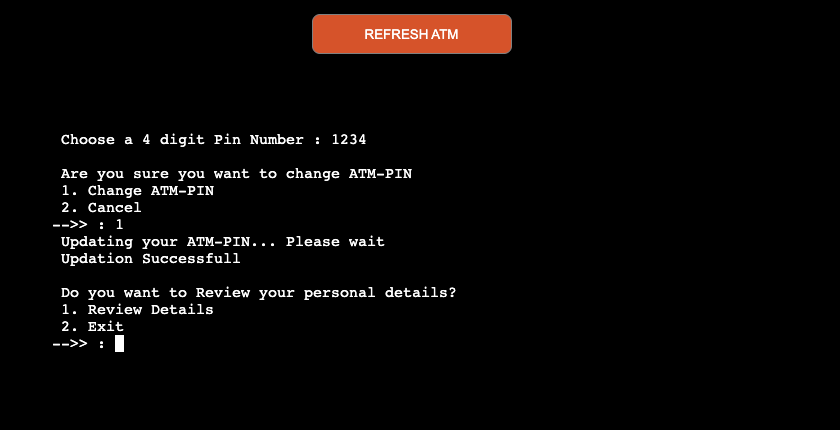 REFRESH ATM
Choose a 4 digit Pin Number : 1234
Are you sure you want to change ATM-PIN
1. Change ATM-PIN
2. Cancel
-->> : 1
Updating your ATM-PIN... Please wait
Updation Successfull
Do you want to Review your personal details?
1. Review Details
2. Exit
-->> :